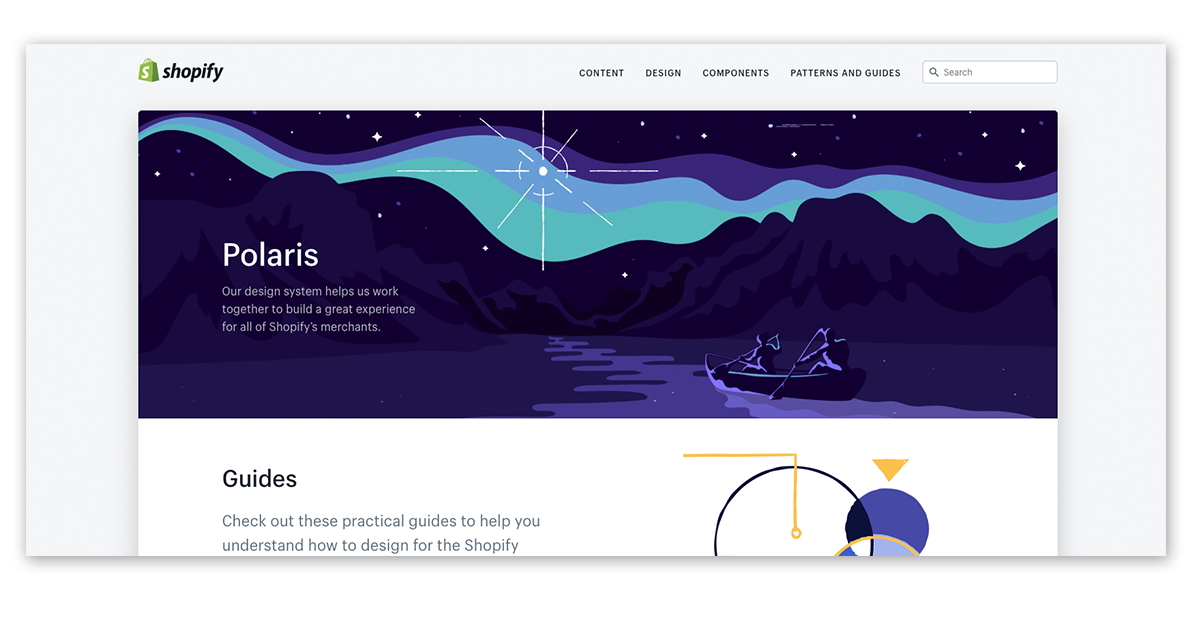 shopify
CONTENT DESIGN COMPONENTS PATTERNS AND GUIDES Search
Polaris
Our design system helps us work
together to build a great experience
for all of Shopify's merchants.
Guides
Check out these practical guides to help you
understand how to design for the Shopify